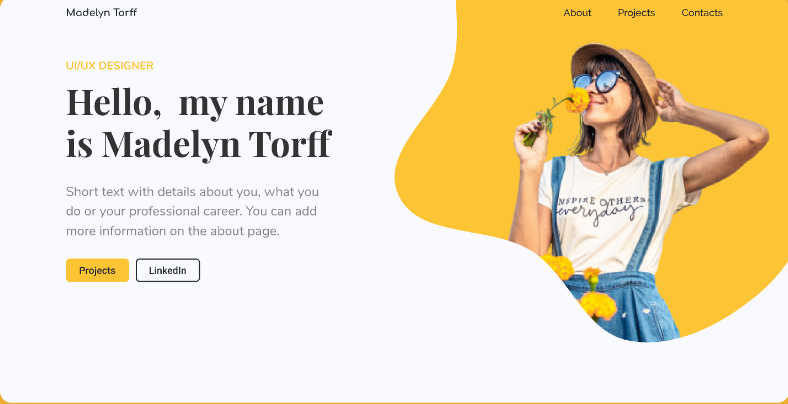 Madelyn Torff
About Projects Contacts
UI/UX DESIGNER
Hello, my name
is Madelyn Torff
Short text with details about you, what you
do or your professional career. You can add
more information on the about page.
Projects LinkedIn
INSPIRE OTHERS
everyday